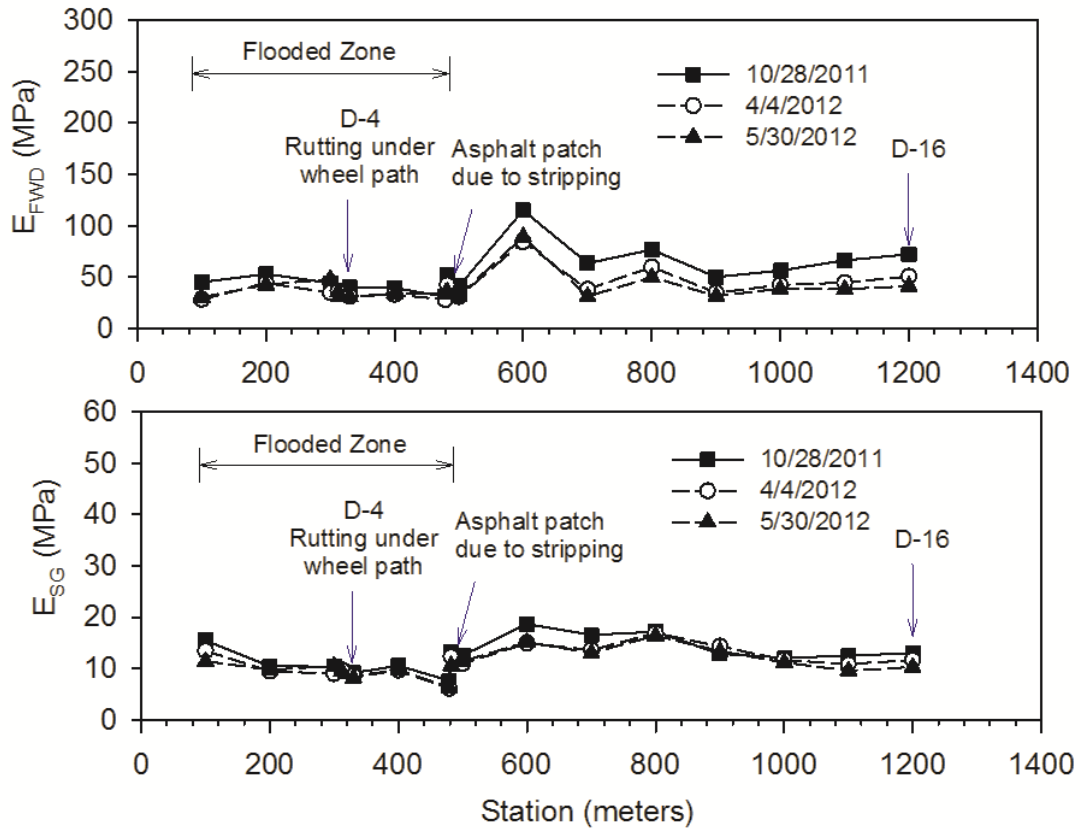 300
250
200
150
100
50
0
E_FWD (MPa)
Flooded Zone
D-4
Rutting under
wheel path
Asphalt patch
due to stripping
10/28/2011
4/4/2012
5/30/2012
D-16
0 200 400 600 800 1000 1200 1400
60
50
40
30
20
10
0
E_SG (MPa)
Flooded Zone
D-4
Rutting under
wheel path
Asphalt patch
due to stripping
10/28/2011
4/4/2012
5/30/2012
D-16
0 200 400 600 800 1000 1200 1400
Station (meters)